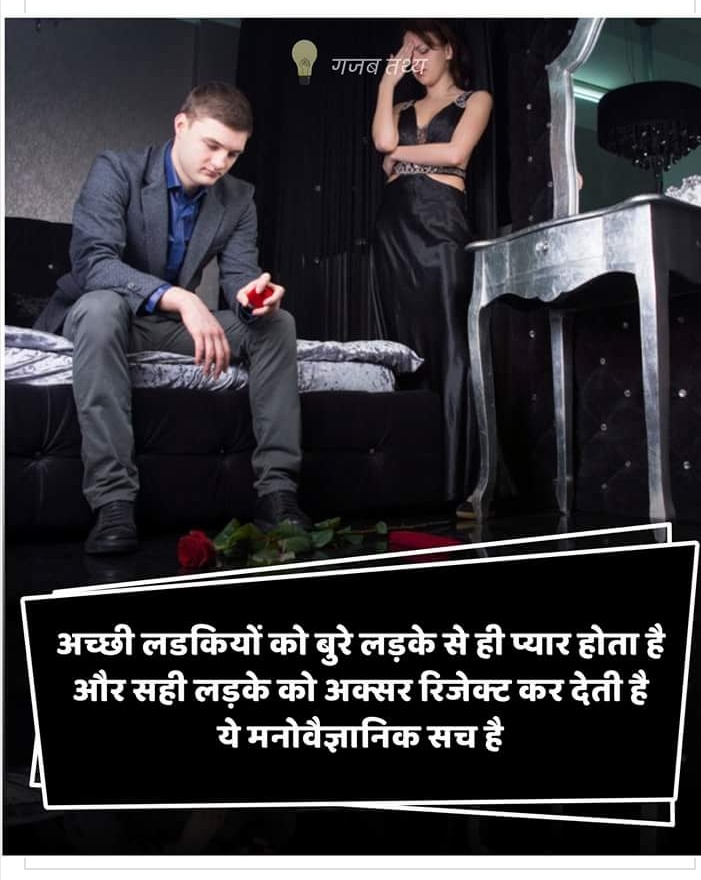 गजब तथ्य
अच्छी लडकियों को बुरे लड़के से ही प्यार होता है
और सही लड़के को अक्सर रिजेक्ट कर देती है
ये मनोवैज्ञानिक सच है